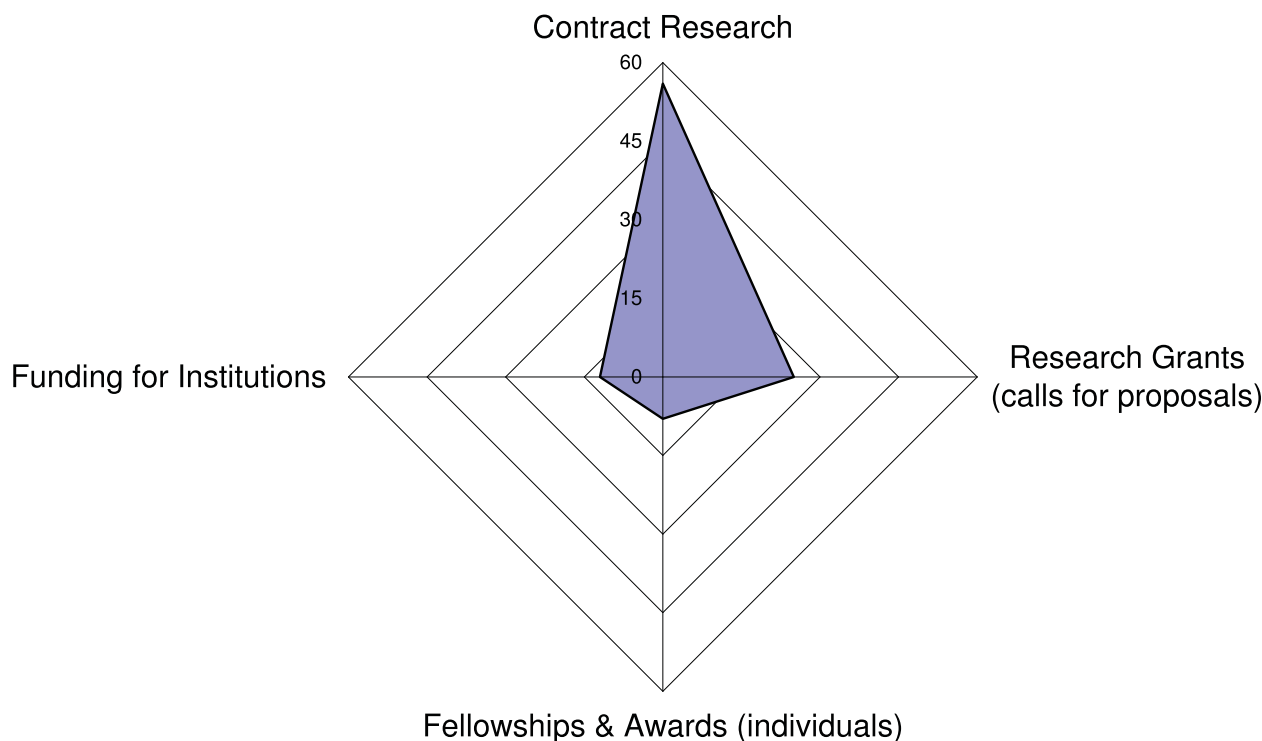 Contract Research
60
45
30
15
0
Funding for Institutions
Research Grants
(calls for proposals)
Fellowships & Awards (individuals)